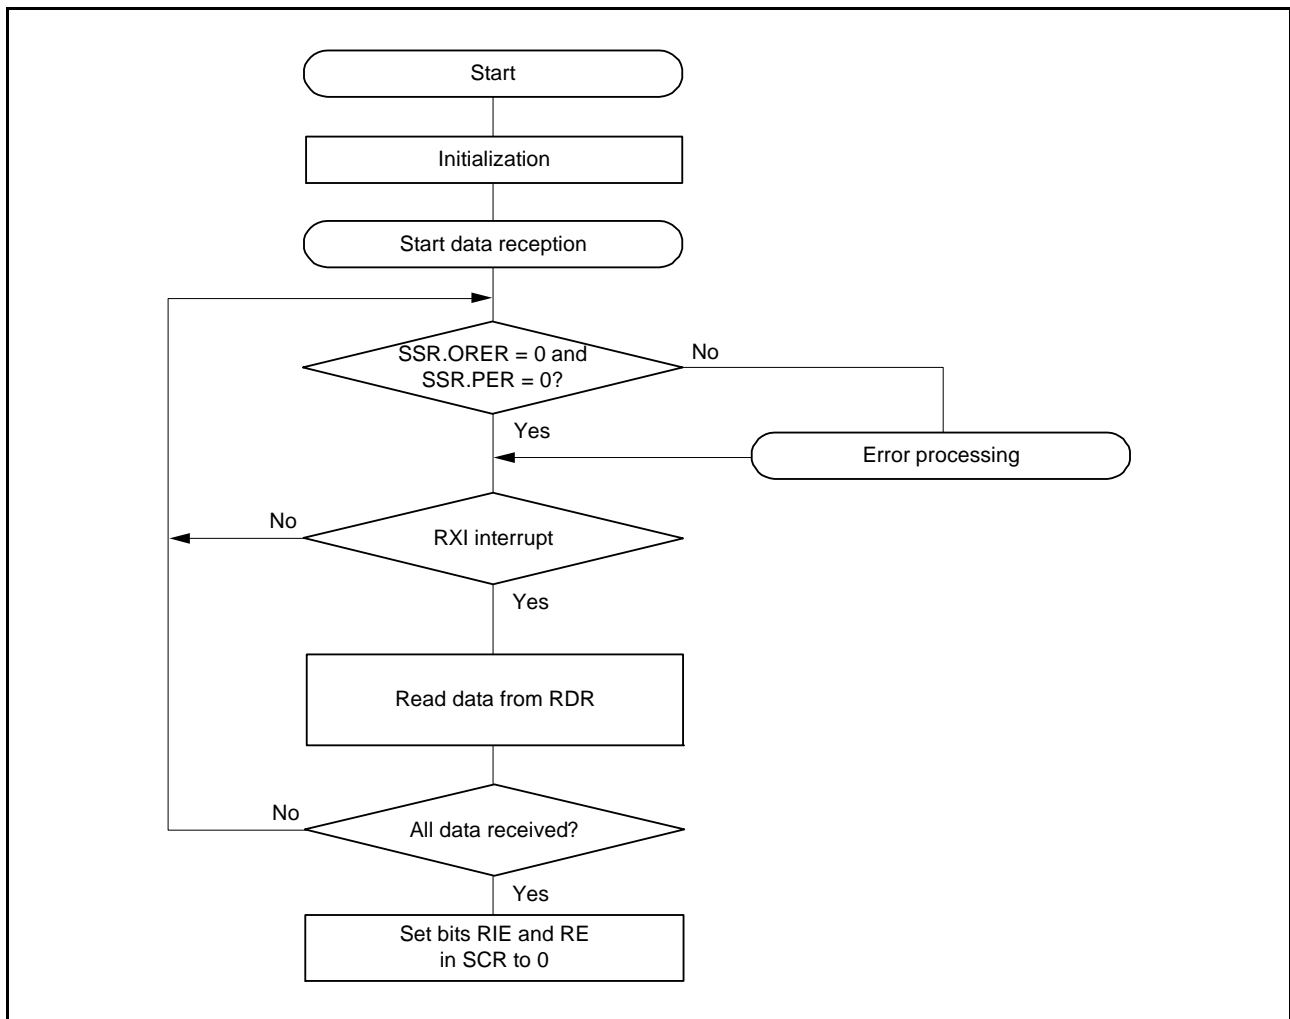 Start
Initialization
Start data reception
SSR.ORER = 0 and
SSR.PER = 0?
No
Yes
Error processing
No
RXI interrupt
Yes
Read data from RDR
No
All data received?
Yes
Set bits RIE and RE
in SCR to 0